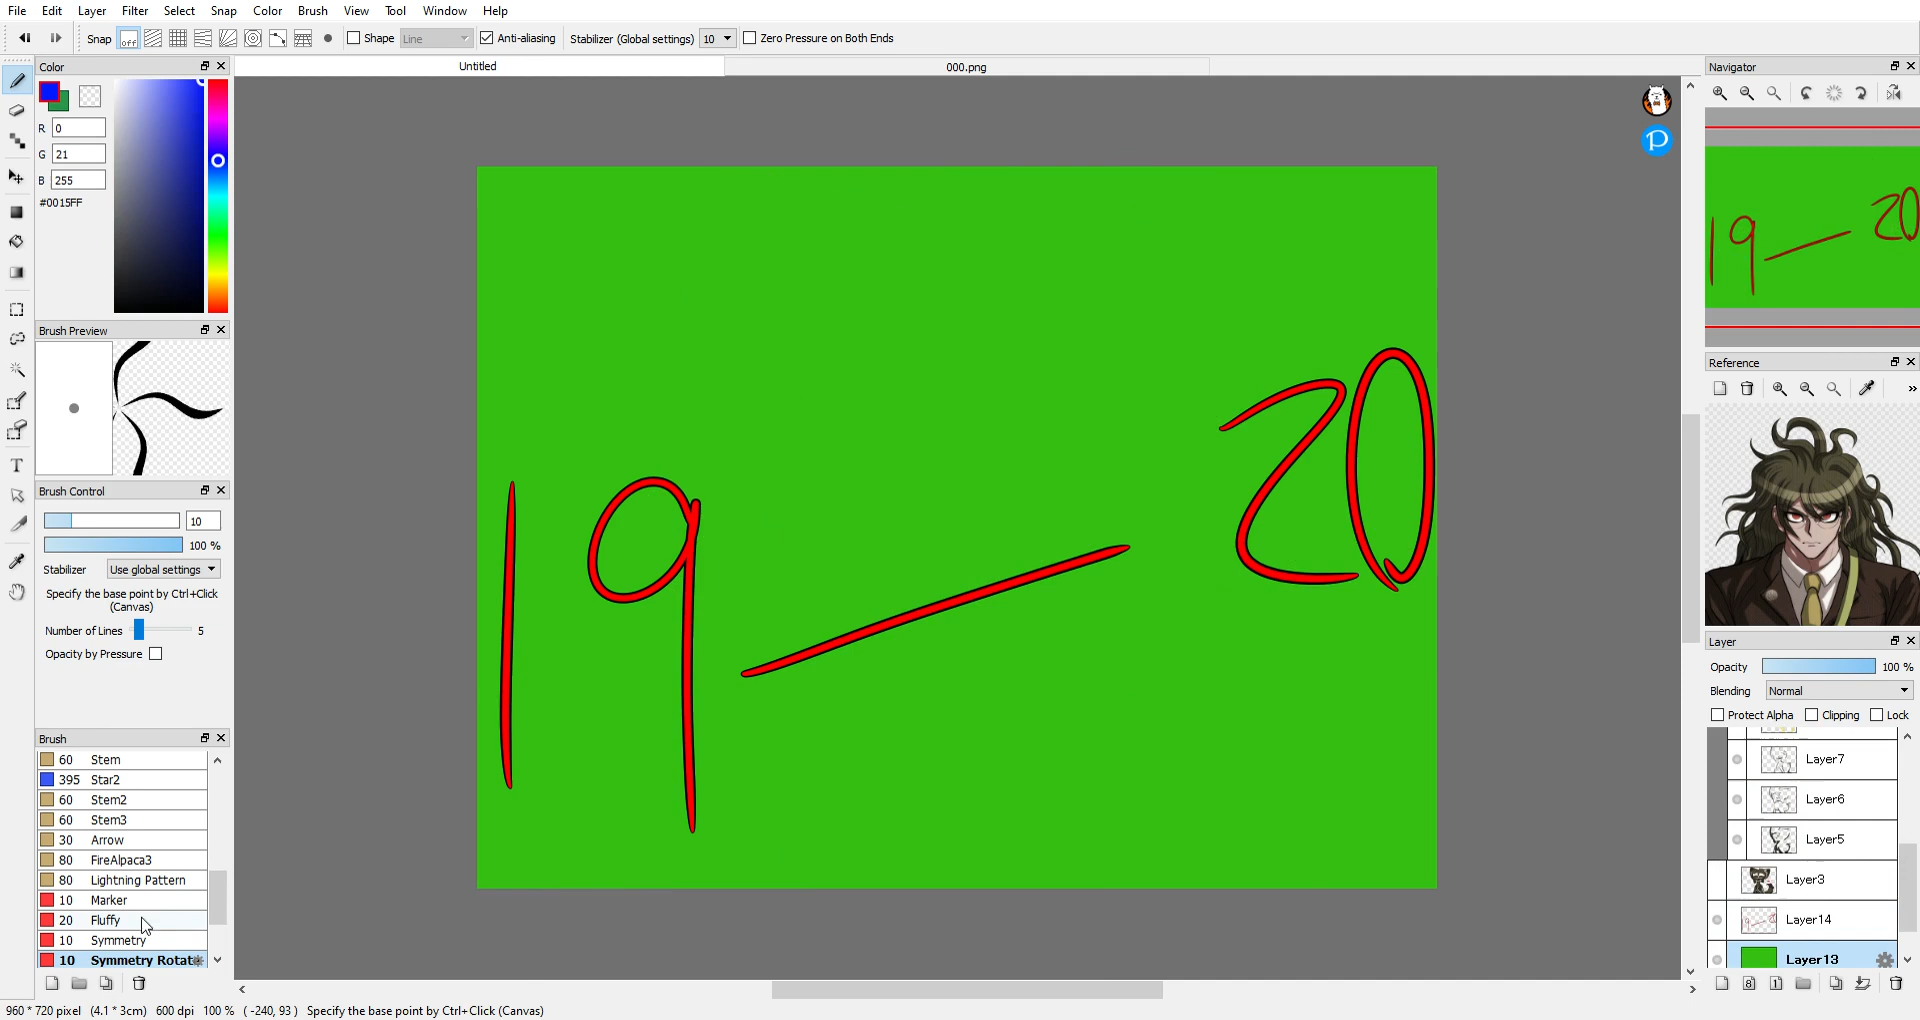 File Edit Layer Filter Select Snap Color Brush View Tool Window Help
Snap off Shape Line Anti-aliasing Stabilizer (Global settings) 10 Zero Pressure on Both Ends
Color
Untitled
000.png
Navigator
R 0
G 21
B 255
#0015FF
P
Brush Preview
Reference
»
Brush Control
10
100 %
Stabilizer Use global settings
Specify the base point by Ctrl+Click
(Canvas)
Number of Lines 5
Opacity by Pressure
19 — 20
Brush
60 Stem
395 Star2
60 Stem2
60 Stem3
30 Arrow
80 FireAlpaca3
80 Lightning Pattern
10 Marker
20 Fluffy
10 Symmetry
10 Symmetry Rotat
Layer
Opacity 100 %
Blending Normal
Protect Alpha Clipping Lock
Layer7
Layer6
Layer5
Layer3
Layer14
Layer13
8 1
960 * 720 pixel (4.1 * 3cm) 600 dpi 100 % ( -240, 93 ) Specify the base point by Ctrl+Click (Canvas)